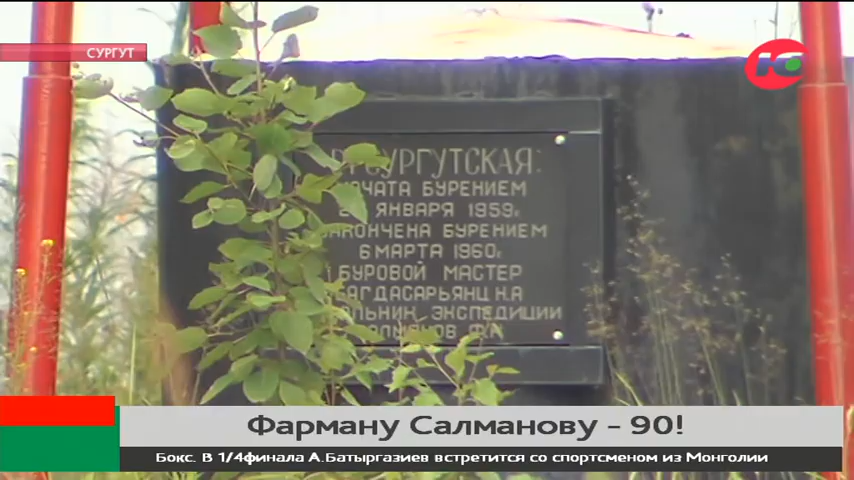 СУРГУТ
Ю
СУРГУТСКАЯ:
БУРЕНИЕМ
ЯНВАРЯ 1959г.
БУРЕНИЕМ
6 МАРТА 1960г.
БУРОВОЙ МАСТЕР
Н.А
ЭКСПЕДИЦИИ
Фарману Салманову - 90!
Бокс. В 1/4финала А.Батыргазиев встретится со спортсменом из Монголии